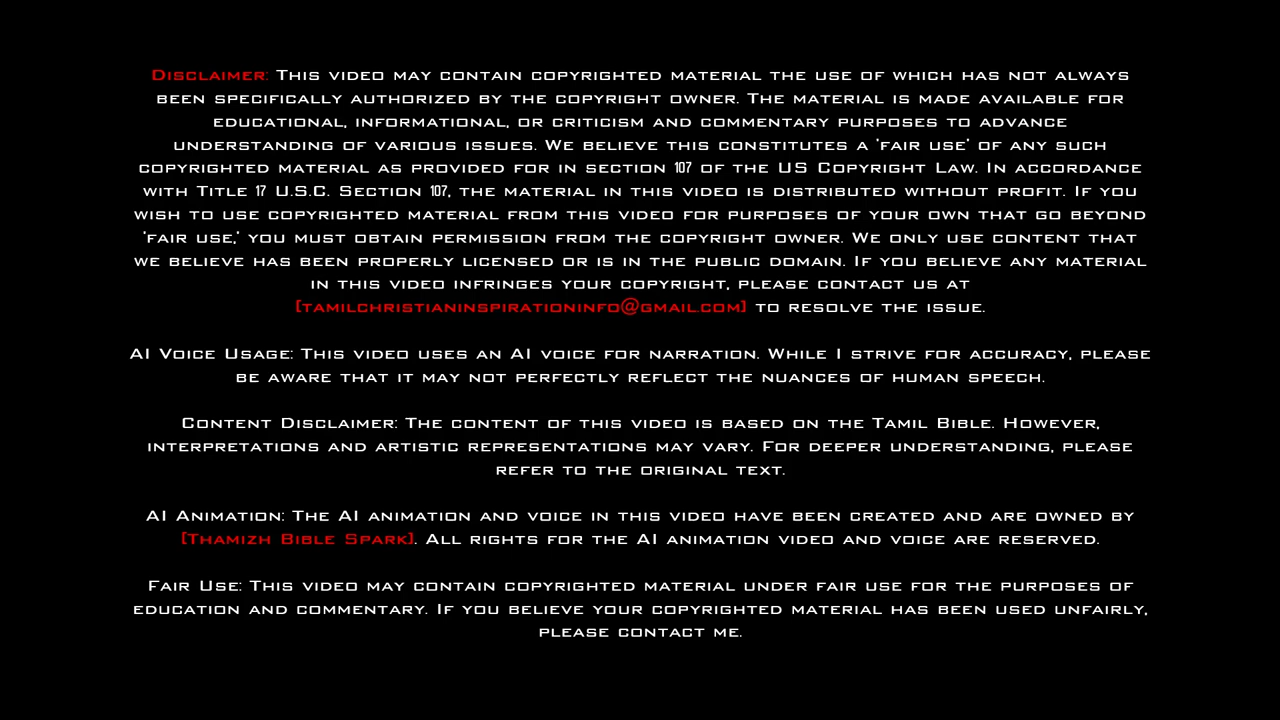 Disclaimer: This video may contain copyrighted material the use of which has not always
been specifically authorized by the copyright owner. The material is made available for
educational, informational, or criticism and commentary purposes to advance
understanding of various issues. We believe this constitutes a 'fair use' of any such
copyrighted material as provided for in section 107 of the US Copyright Law. In accordance
with Title 17 U.S.C. Section 107, the material in this video is distributed without profit. If you
wish to use copyrighted material from this video for purposes of your own that go beyond
'fair use,' you must obtain permission from the copyright owner. We only use content that
we believe has been properly licensed or is in the public domain. If you believe any material
in this video infringes your copyright, please contact us at
[tamilchristianinspirationinfo@gmail.com] to resolve the issue.
AI Voice Usage: This video uses an AI voice for narration. While I strive for accuracy, please
be aware that it may not perfectly reflect the nuances of human speech.
Content Disclaimer: The content of this video is based on the Tamil Bible. However,
interpretations and artistic representations may vary. For deeper understanding, please
refer to the original text.
AI Animation: The AI animation and voice in this video have been created and are owned by
[Thamizh Bible Spark]. All rights for the AI animation video and voice are reserved.
Fair Use: This video may contain copyrighted material under fair use for the purposes of
education and commentary. If you believe your copyrighted material has been used unfairly,
please contact me.